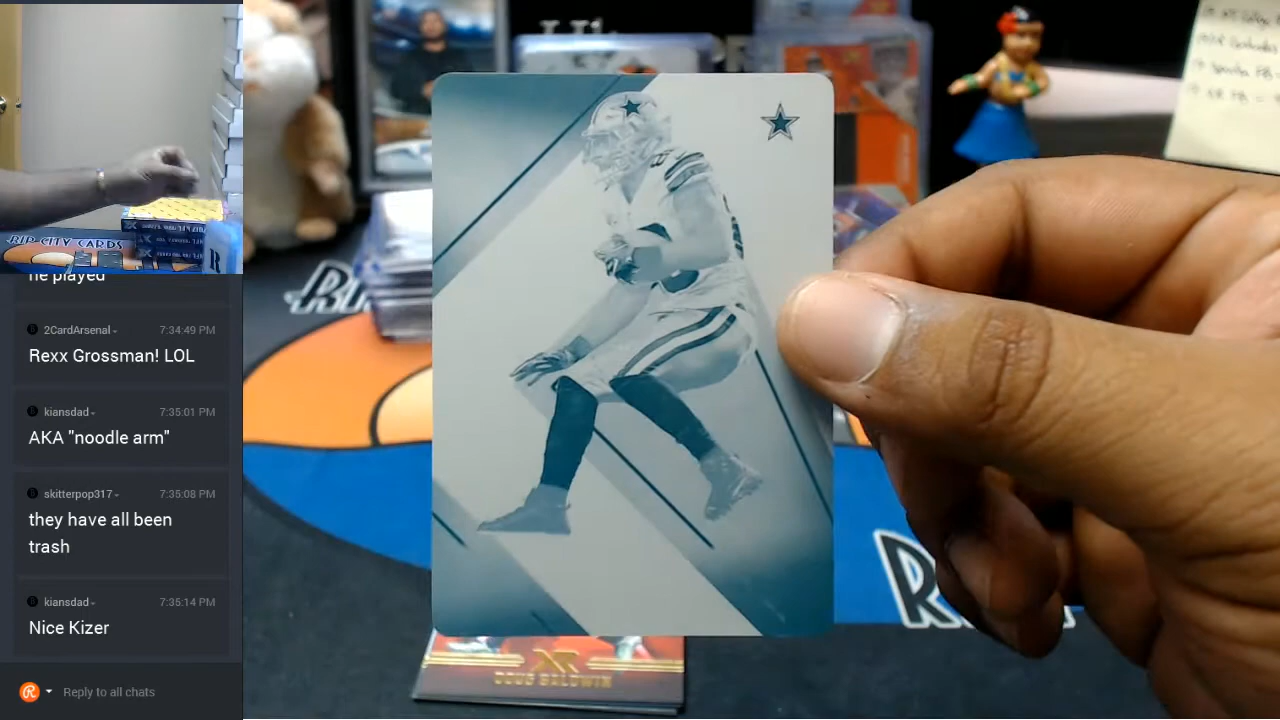 RIP CITY CARDS
he played
2CardArsenal
7:34:49 PM
Rexx Grossman! LOL
kiansdad
7:35:01 PM
AKA "noodle arm"
skitterpop317
7:35:08 PM
they have all been
trash
kiansdad
7:35:14 PM
Nice Kizer
Reply to all chats
XR
DOUG BALDWIN